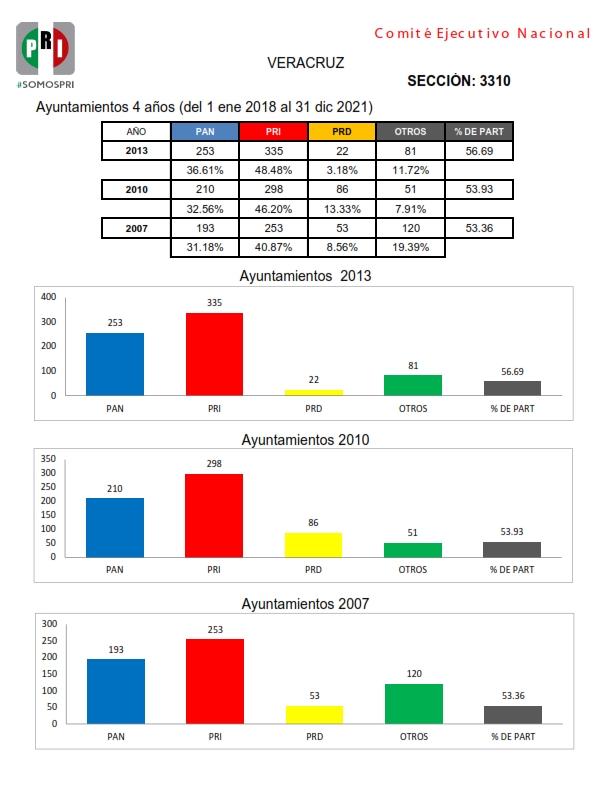 Comité Ejecutivo Nacional
PRI
#SOMOSPRI
VERACRUZ
SECCIÓN: 3310
Ayuntamientos 4 años (del 1 ene 2018 al 31 dic 2021)
AÑO PAN PRI PRD OTROS % DE PART
2013 253 335 22 81 56.69
36.61% 48.48% 3.18% 11.72%
2010 210 298 86 51 53.93
32.56% 46.20% 13.33% 7.91%
2007 193 253 53 120 53.36
31.18% 40.87% 8.56% 19.39%
Ayuntamientos 2013
400
300
200
100
0
253 335 22 81 56.69
PAN PRI PRD OTROS % DE PART
Ayuntamientos 2010
350
300
250
200
150
100
50
0
210 298 86 51 53.93
PAN PRI PRD OTROS % DE PART
Ayuntamientos 2007
300
250
200
150
100
50
0
193 253 53 120 53.36
PAN PRI PRD OTROS % DE PART